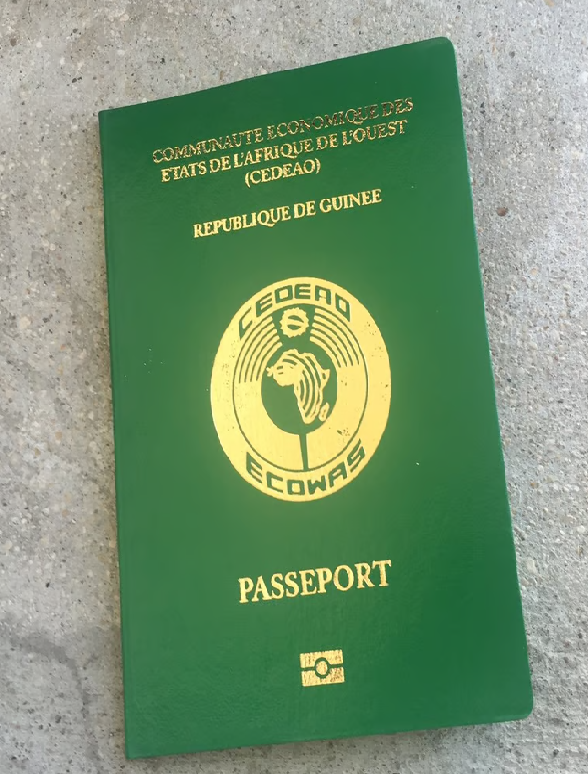 COMMUNAUTE ECONOMIQUE DES
ETATS DE L'AFRIQUE DE L'OUEST
(CEDEAO)
REPUBLIQUE DE GUINEE
CEDEAO
ECOWAS
PASSEPORT